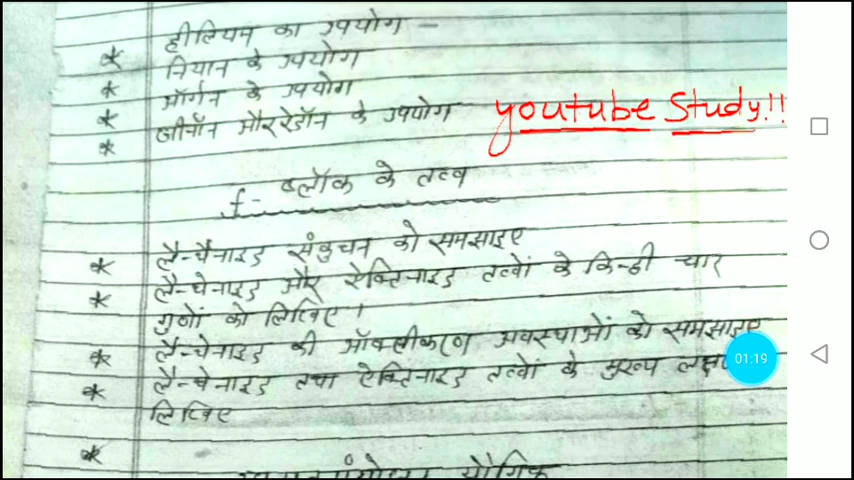 हीलियम का उपयोग -
* नियान के उपयोग
* ऑर्गन के उपयोग
* जीनॉन और रेडॉन के उपयोग
*
youtube Study!!
f- ब्लॉक के तत्व
* लैन्थेनाइड संकुचन को समझाइए
* लैन्थेनाइड और ऐक्टिनाइड तत्वों के किन्ही चार
गुणों को लिखिए।
* लैन्थेनाइड की ऑक्सीकरण अवस्थाओं को समझाइए
* लैन्थेनाइड तथा ऐक्टिनाइड तत्वों के मुख्य
लिखिए
*
यौगिक
01:19